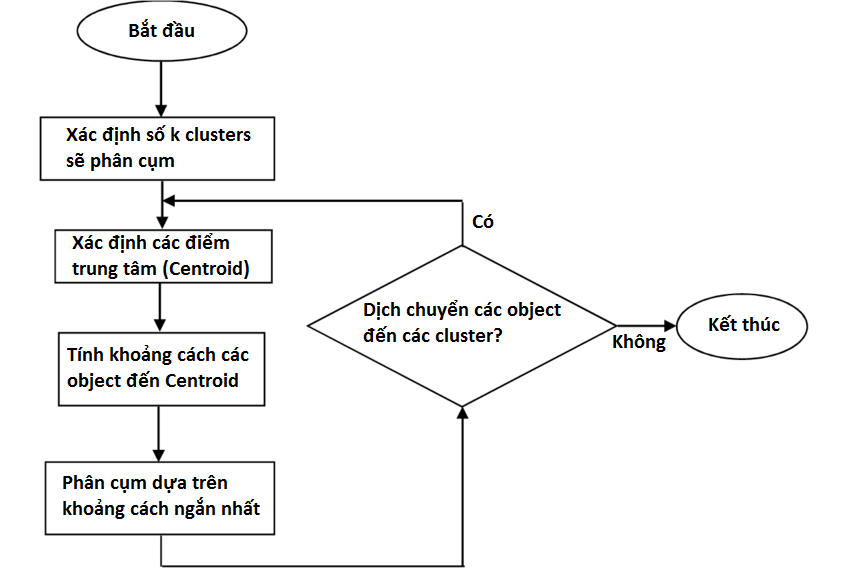 Bắt đầu
Xác định số k clusters
sẽ phân cụm
Xác định các điểm
trung tâm (Centroid)
Tính khoảng cách các
object đến Centroid
Phân cụm dựa trên
khoảng cách ngắn nhất
Dịch chuyển các object
đến các cluster?
Có
Không
Kết thúc